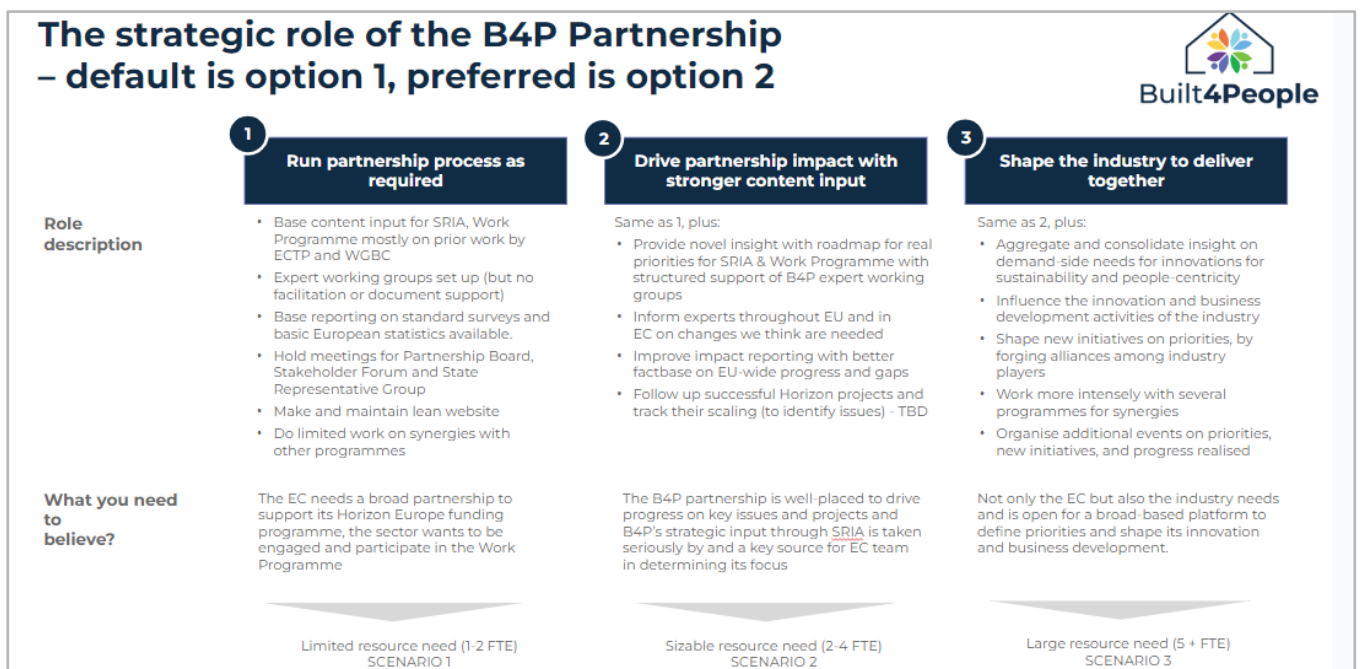 The strategic role of the B4P Partnership
– default is option 1, preferred is option 2
Built4People
1
Run partnership process as
required
2
Drive partnership impact with
stronger content input
3
Shape the industry to deliver
together
Role
description
• Base content input for SRIA, Work
Programme mostly on prior work by
ECTP and WGBC
• Expert working groups set up (but no
facilitation or document support)
• Base reporting on standard surveys and
basic European statistics available.
• Hold meetings for Partnership Board,
Stakeholder Forum and State
Representative Group
• Make and maintain lean website
• Do limited work on synergies with
other programmes
Same as 1, plus:
• Provide novel insight with roadmap for real
priorities for SRIA & Work Programme with
structured support of B4P expert working
groups
• Inform experts throughout EU and in
EC on changes we think are needed
• Improve impact reporting with better
factbase on EU-wide progress and gaps
• Follow up successful Horizon projects and
track their scaling (to identify issues) - TBD
Same as 2, plus:
• Aggregate and consolidate insight on
demand-side needs for innovations for
sustainability and people-centricity
• Influence the innovation and business
development activities of the industry
• Shape new initiatives on priorities, by
forging alliances among industry
players
• Work more intensely with several
programmes for synergies
• Organise additional events on priorities,
new initiatives, and progress realised
What you need
to
believe?
The EC needs a broad partnership to
support its Horizon Europe funding
programme, the sector wants to be
engaged and participate in the Work
Programme
The B4P partnership is well-placed to drive
progress on key issues and projects and
B4P's strategic input through SRIA is taken
seriously by and a key source for EC team
in determining its focus
Not only the EC but also the industry needs
and is open for a broad-based platform to
define priorities and shape its innovation
and business development.
Limited resource need (1-2 FTE)
SCENARIO 1
Sizable resource need (2-4 FTE)
SCENARIO 2
Large resource need (5 + FTE)
SCENARIO 3